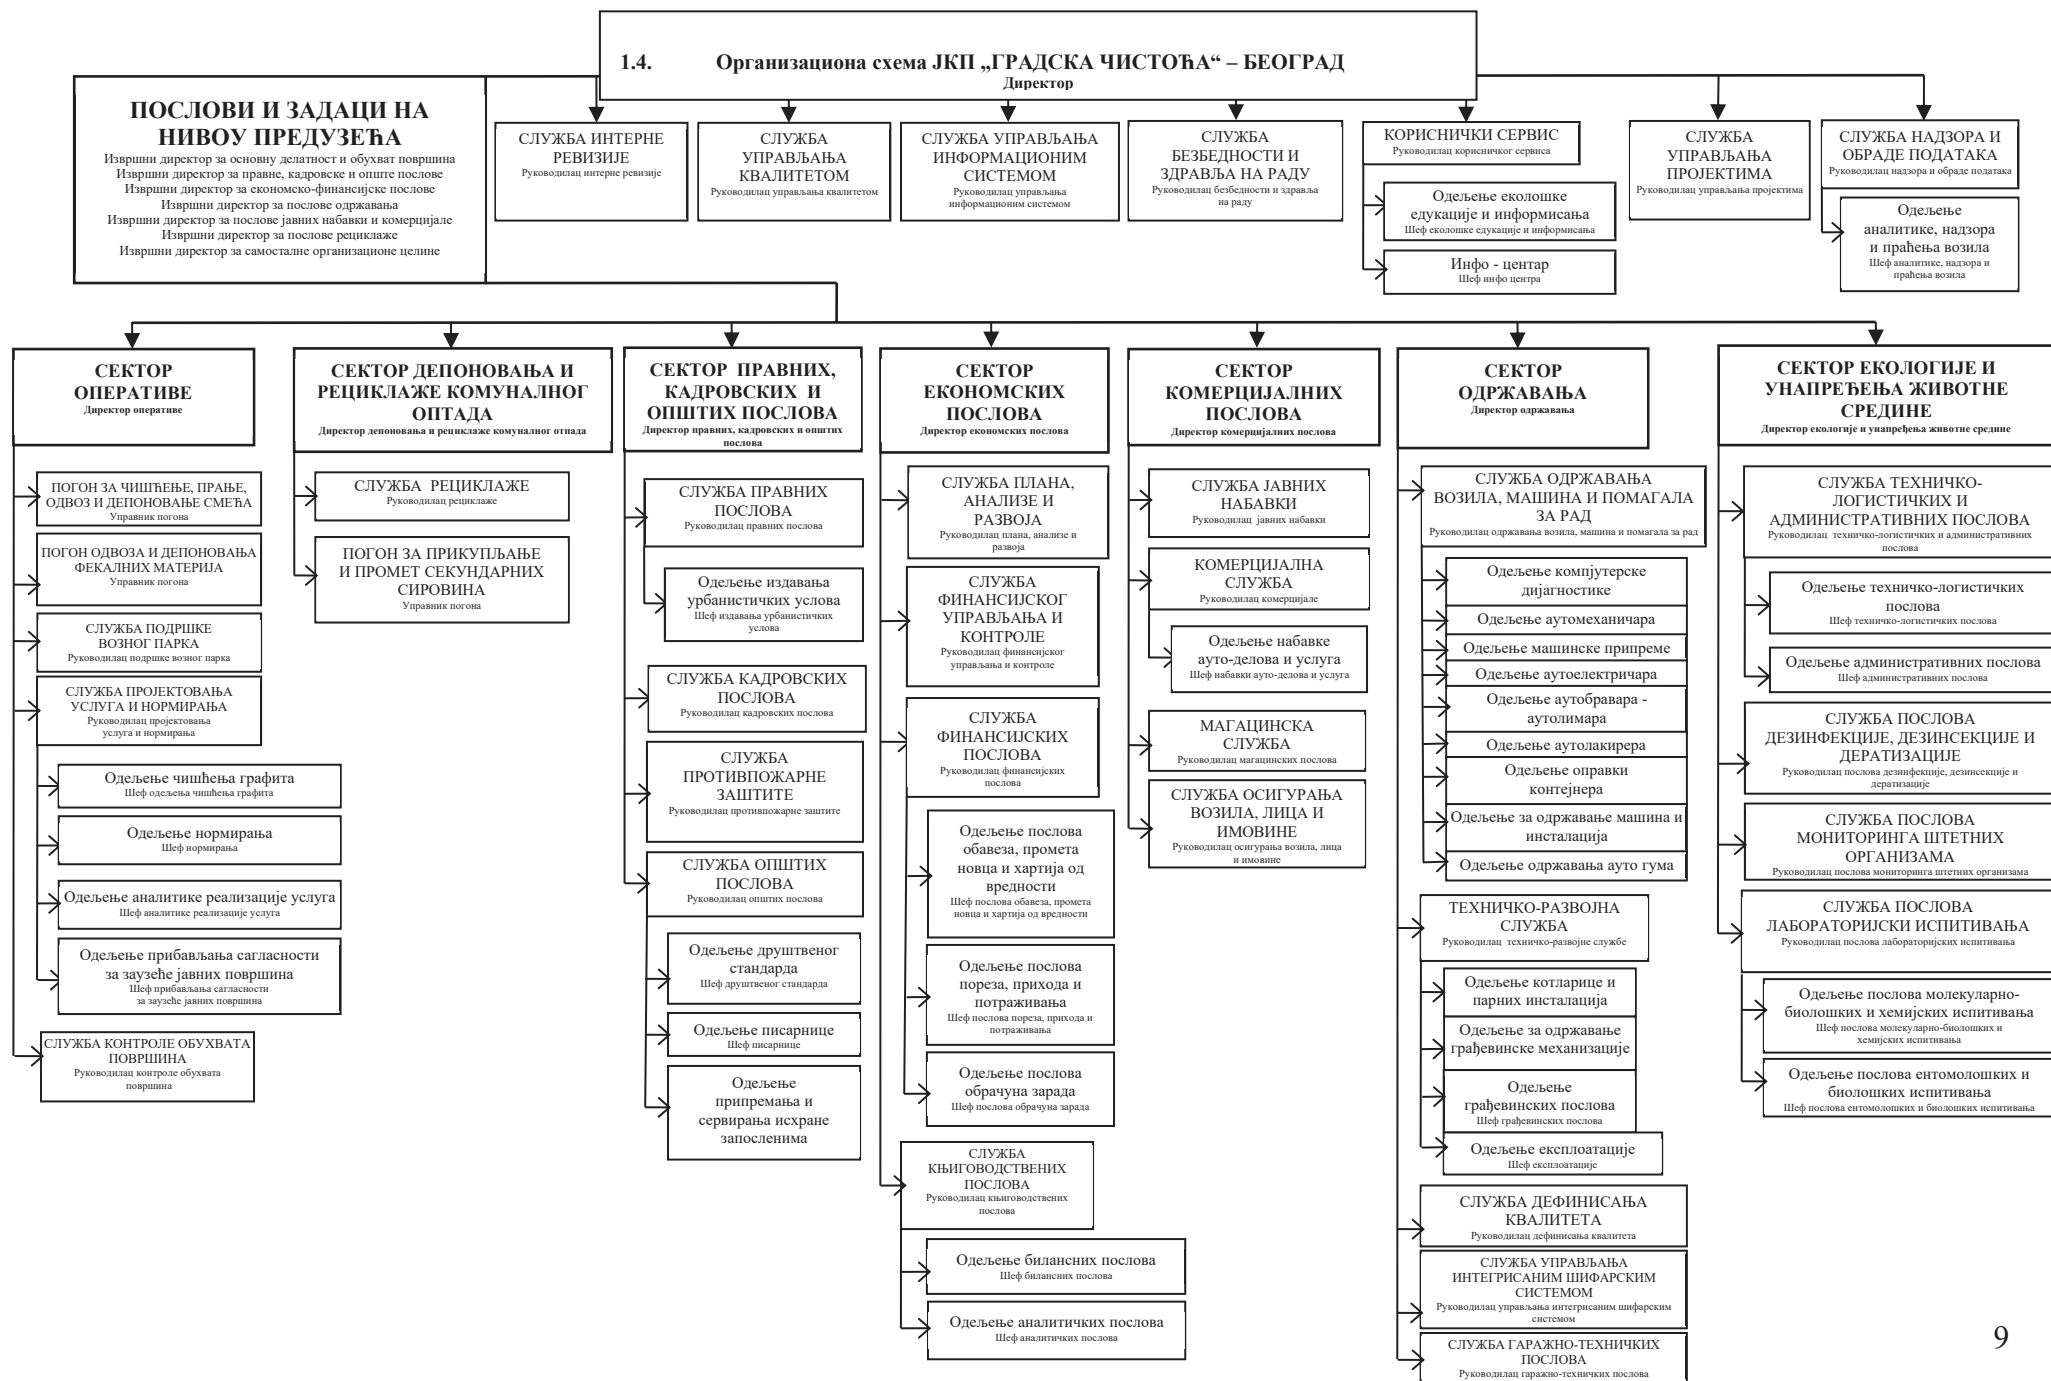 1.4. Организациона схема ЈКП „ГРАДСКА ЧИСТОЋА“ – БЕОГРАД
Директор
ПОСЛОВИ И ЗАДАЦИ НА
НИВОУ ПРЕДУЗЕЋА
Извршни директор за основну делатност и обухват површина
Извршни директор за правне, кадровске и опште послове
Извршни директор за економско-финансијске послове
Извршни директор за послове одржавања
Извршни директор за послове јавних набавки и комерцијале
Извршни директор за послове рециклаже
Извршни директор за самосталне организационе целине
СЛУЖБА ИНТЕРНЕ
РЕВИЗИЈЕ
Руководилац интерне ревизије
СЛУЖБА
УПРАВЉАЊА
КВАЛИТЕТОМ
Руководилац управљања квалитетом
СЛУЖБА УПРАВЉАЊА
ИНФОРМАЦИОНИМ
СИСТЕМОМ
Руководилац управљања
информационим системом
СЛУЖБА
БЕЗБЕДНОСТИ И
ЗДРАВЉА НА РАДУ
Руководилац безбедности и здравља
на раду
КОРИСНИЧКИ СЕРВИС
Руководилац корисничког сервиса
Одељење еколошке
едукације и информисања
Шеф еколошке едукације и информисања
Инфо - центар
Шеф инфо центра
СЛУЖБА
УПРАВЉАЊА
ПРОЈЕКТИМА
Руководилац управљања пројектима
СЛУЖБА НАДЗОРА И
ОБРАДЕ ПОДАТАКА
Руководилац надзора и обраде података
Одељење
аналитике, надзора
и праћења возила
Шеф аналитике, надзора и
праћења возила
СЕКТОР
ОПЕРАТИВЕ
Директор оперативе
ПОГОН ЗА ЧИШЋЕЊЕ, ПРАЊЕ,
ОДВОЗ И ДЕПОНОВАЊЕ СМЕЋА
Управник погона
ПОГОН ОДВОЗА И ДЕПОНОВАЊА
ФЕКАЛНИХ МАТЕРИЈА
Управник погона
СЛУЖБА ПОДРШКЕ
ВОЗНОГ ПАРКА
Руководилац подршке возног парка
СЛУЖБА ПРОЈЕКТОВАЊА
УСЛУГА И НОРМИРАЊА
Руководилац пројектовања
услуга и нормирања
Одељење чишћења графита
Шеф одељења чишћења графита
Одељење нормирања
Шеф нормирања
Одељење аналитике реализације услуга
Шеф аналитике реализације услуга
Одељење прибављања сагласности
за заузеће јавних површина
Шеф прибављања сагласности
за заузеће јавних површина
СЛУЖБА КОНТРОЛЕ ОБУХВАТА
ПОВРШИНА
Руководилац контроле обухвата
површина
СЕКТОР ДЕПОНОВАЊА И
РЕЦИКЛАЖЕ КОМУНАЛНОГ
ОПТАДА
Директор депоновања и рециклаже комуналног отпада
СЛУЖБА РЕЦИКЛАЖЕ
Руководилац рециклаже
ПОГОН ЗА ПРИКУПЉАЊЕ
И ПРОМЕТ СЕКУНДАРНИХ
СИРОВИНА
Управник погона
СЕКТОР ПРАВНИХ,
КАДРОВСКИХ И
ОПШТИХ ПОСЛОВА
Директор правних, кадровских и општих
послова
СЛУЖБА ПРАВНИХ
ПОСЛОВА
Руководилац правних послова
Одељење издавања
урбанистичких услова
Шеф издавања урбанистичких
услова
СЛУЖБА КАДРОВСКИХ
ПОСЛОВА
Руководилац кадровских послова
СЛУЖБА
ПРОТИВПОЖАРНЕ
ЗАШТИТЕ
Руководилац противпожарне заштите
СЛУЖБА ОПШТИХ
ПОСЛОВА
Руководилац општих послова
Одељење друштвеног
стандарда
Шеф друштвеног стандарда
Одељење писарнице
Шеф писарнице
Одељење
припремања и
сервирања исхране
запосленима
СЕКТОР
ЕКОНОМСКИХ
ПОСЛОВА
Директор економских послова
СЛУЖБА ПЛАНА,
АНАЛИЗЕ И
РАЗВОЈА
Руководилац плана, анализе и
развоја
СЛУЖБА
ФИНАНСИЈСКОГ
УПРАВЉАЊА И
КОНТРОЛЕ
Руководилац финансијског
управљања и контроле
СЛУЖБА
ФИНАНСИЈСКИХ
ПОСЛОВА
Руководилац финансијских
послова
Одељење послова
обавеза, промета
новца и хартија од
вредности
Шеф послова обавеза, промета
новца и хартија од вредности
Одељење послова
пореза, прихода и
потраживања
Шеф послова пореза, прихода и
потраживања
Одељење послова
обрачуна зарада
Шеф послова обрачуна зарада
СЛУЖБА
КЊИГОВОДСТВЕНИХ
ПОСЛОВА
Руководилац књиговодствених
послова
Одељење билансних послова
Шеф билансних послова
Одељење аналитичких послова
Шеф аналитичких послова
СЕКТОР
КОМЕРЦИЈАЛНИХ
ПОСЛОВА
Директор комерцијалних послова
СЛУЖБА ЈАВНИХ
НАБАВКИ
Руководилац јавних набавки
КОМЕРЦИЈАЛНА
СЛУЖБА
Руководилац комерцијале
Одељење набавке
ауто-делова и услуга
Шеф набавки ауто-делова и услуга
МАГАЦИНСКА
СЛУЖБА
Руководилац магацинских послова
СЛУЖБА ОСИГУРАЊА
ВОЗИЛА, ЛИЦА И
ИМОВИНЕ
Руководилац осигурања возила, лица
и имовине
СЕКТОР
ОДРЖАВАЊА
Директор одржавања
СЛУЖБА ОДРЖАВАЊА
ВОЗИЛА, МАШИНА И ПОМАГАЛА
ЗА РАД
Руководилац одржавања возила, машина и помагала за рад
Одељење компјутерске
дијагностике
Одељење аутомеханичара
Одељење машинске припреме
Одељење аутоелектричара
Одељење аутобравара -
аутолимара
Одељење аутолакирера
Одељење оправки
контејнера
Одељење за одржавање машина и
инсталација
Одељење одржавања ауто гума
ТЕХНИЧКО-РАЗВОЈНА
СЛУЖБА
Руководилац техничко-развојне службе
Одељење котларице и
парних инсталација
Одељење за одржавање
грађевинске механизације
Одељење
грађевинских послова
Шеф грађевинских послова
Одељење експлоатације
Шеф експлоатације
СЛУЖБА ДЕФИНИСАЊА
КВАЛИТЕТА
Руководилац дефинисања квалитета
СЛУЖБА УПРАВЉАЊА
ИНТЕГРИСАНИМ ШИФАРСКИМ
СИСТЕМОМ
Руководилац управљања интегрисаним шифарским
системом
СЛУЖБА ГАРАЖНО-ТЕХНИЧКИХ
ПОСЛОВА
Руководилац гаражно-техничких послова
СЕКТОР ЕКОЛОГИЈЕ И
УНАПРЕЂЕЊА ЖИВОТНЕ
СРЕДИНЕ
Директор екологије и унапређења животне средине
СЛУЖБА ТЕХНИЧКО-
ЛОГИСТИЧКИХ И
АДМИНИСТРАТИВНИХ ПОСЛОВА
Руководилац техничко-логистичких и административних
послова
Одељење техничко-логистичких
послова
Шеф техничко-логистичких послова
Одељење административних послова
Шеф административних послова
СЛУЖБА ПОСЛОВА
ДЕЗИНФЕКЦИЈЕ, ДЕЗИНСЕКЦИЈЕ И
ДЕРАТИЗАЦИЈЕ
Руководилац послова дезинфекције, дезинсекције и
дератизације
СЛУЖБА ПОСЛОВА
МОНИТОРИНГА ШТЕТНИХ
ОРГАНИЗАМА
Руководилац послова мониторинга штетних организама
СЛУЖБА ПОСЛОВА
ЛАБОРАТОРИЈСКИ ИСПИТИВАЊА
Руководилац послова лабораторијских испитивања
Одељење послова молекуларно-
биолошких и хемијских испитивања
Шеф послова молекуларно-биолошких и
хемијских испитивања
Одељење послова ентомолошких и
биолошких испитивања
Шеф послова ентомолошких и биолошких испитивања
9